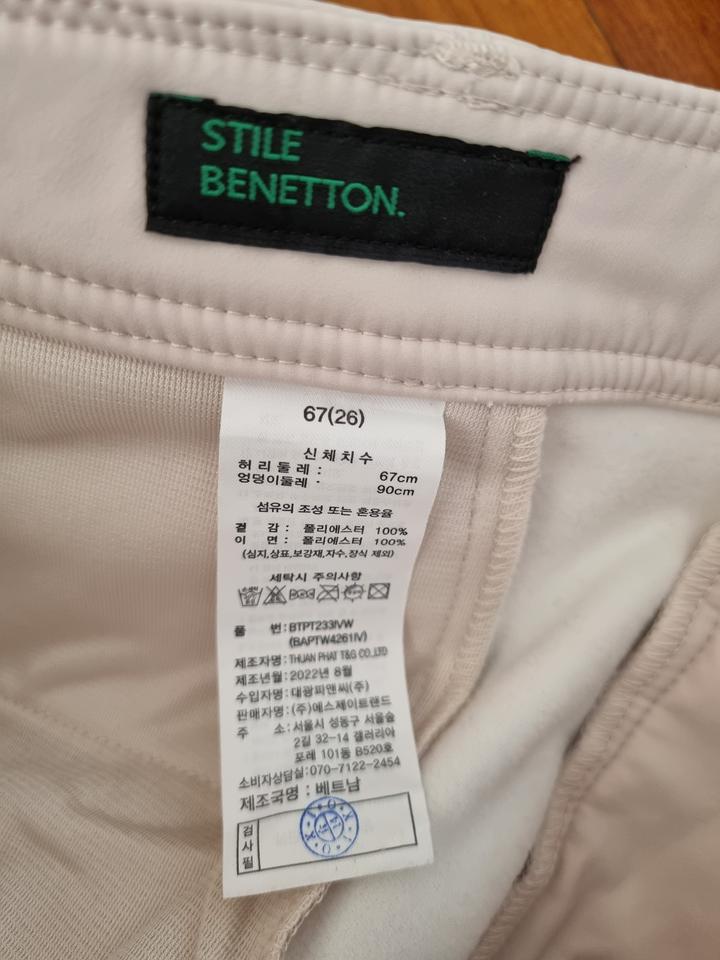 STILE
BENETTON.
67(26)
신체치수
허리둘레 : 67cm
엉덩이둘레 : 90cm
섬유의 조성 또는 혼용율
겉 감 : 폴리에스터 100%
이 면 : 폴리에스터 100%
(심지,상표,보강재,자수,장식 제외)
세탁시 주의사항
품 번:BTPT233IVW
(BAPTW4261IV)
제조자명:THUAN PHAT T&G CO.,LTD
제조년월:2022년 8월
수입자명:대광피앤씨(주)
판매자명:(주)에스제이트렌드
주 소:서울시 성동구 서울숲
2길 32-14 갤러리아
포레 101동 B520호
소비자상담실:070-7122-2454
제조국명 : 베트남
검사필